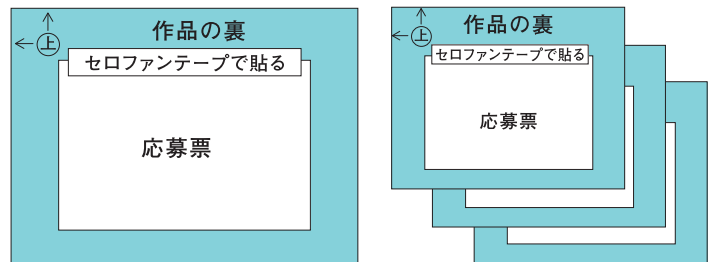 作品の裏
上
セロファンテープで貼る
応募票
作品の裏
上
セロファンテープで貼る
応募票